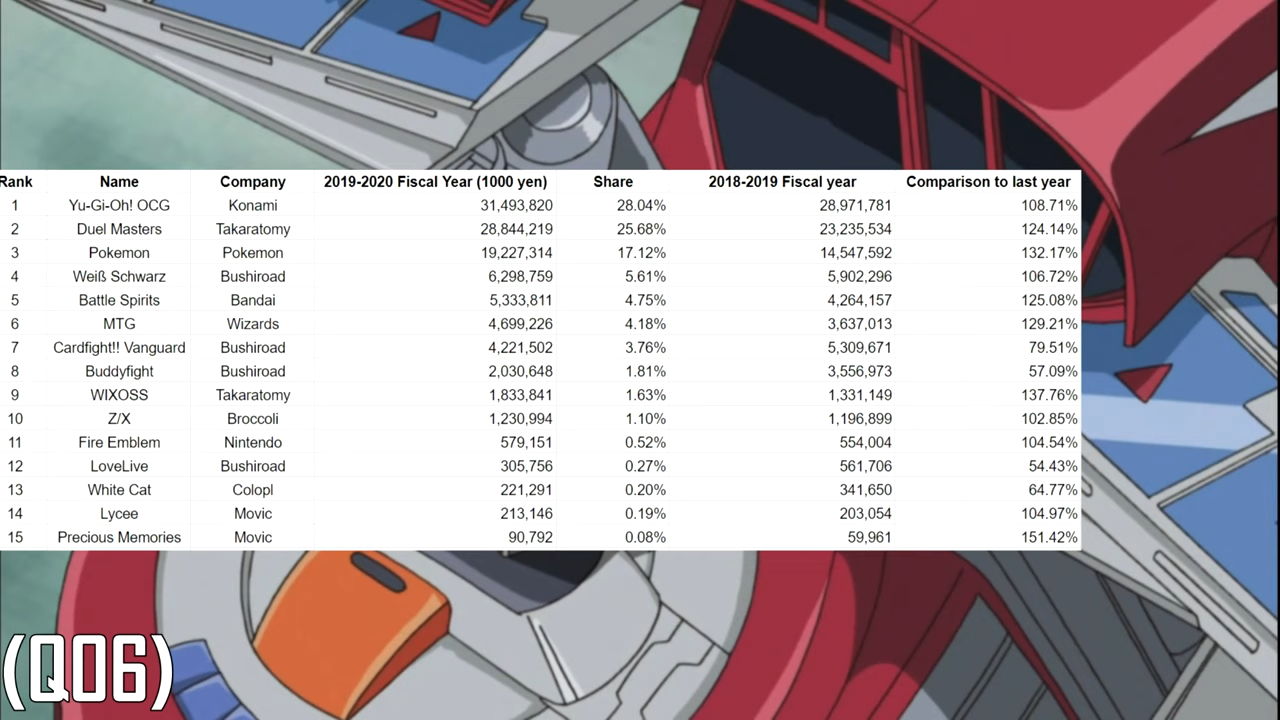 Rank Name Company 2019-2020 Fiscal Year (1000 yen) Share 2018-2019 Fiscal year Comparison to last year
1 Yu-Gi-Oh! OCG Konami 31,493,820 28.04% 28,971,781 108.71%
2 Duel Masters Takaratomy 28,844,219 25.68% 23,235,534 124.14%
3 Pokemon Pokemon 19,227,314 17.12% 14,547,592 132.17%
4 Weiß Schwarz Bushiroad 6,298,759 5.61% 5,902,296 106.72%
5 Battle Spirits Bandai 5,333,811 4.75% 4,264,157 125.08%
6 MTG Wizards 4,699,226 4.18% 3,637,013 129.21%
7 Cardfight!! Vanguard Bushiroad 4,221,502 3.76% 5,309,671 79.51%
8 Buddyfight Bushiroad 2,030,648 1.81% 3,556,973 57.09%
9 WIXOSS Takaratomy 1,833,841 1.63% 1,331,149 137.76%
10 Z/X Broccoli 1,230,994 1.10% 1,196,899 102.85%
11 Fire Emblem Nintendo 579,151 0.52% 554,004 104.54%
12 LoveLive Bushiroad 305,756 0.27% 561,706 54.43%
13 White Cat Colopl 221,291 0.20% 341,650 64.77%
14 Lycee Movic 213,146 0.19% 203,054 104.97%
15 Precious Memories Movic 90,792 0.08% 59,961 151.42%
(Q06)